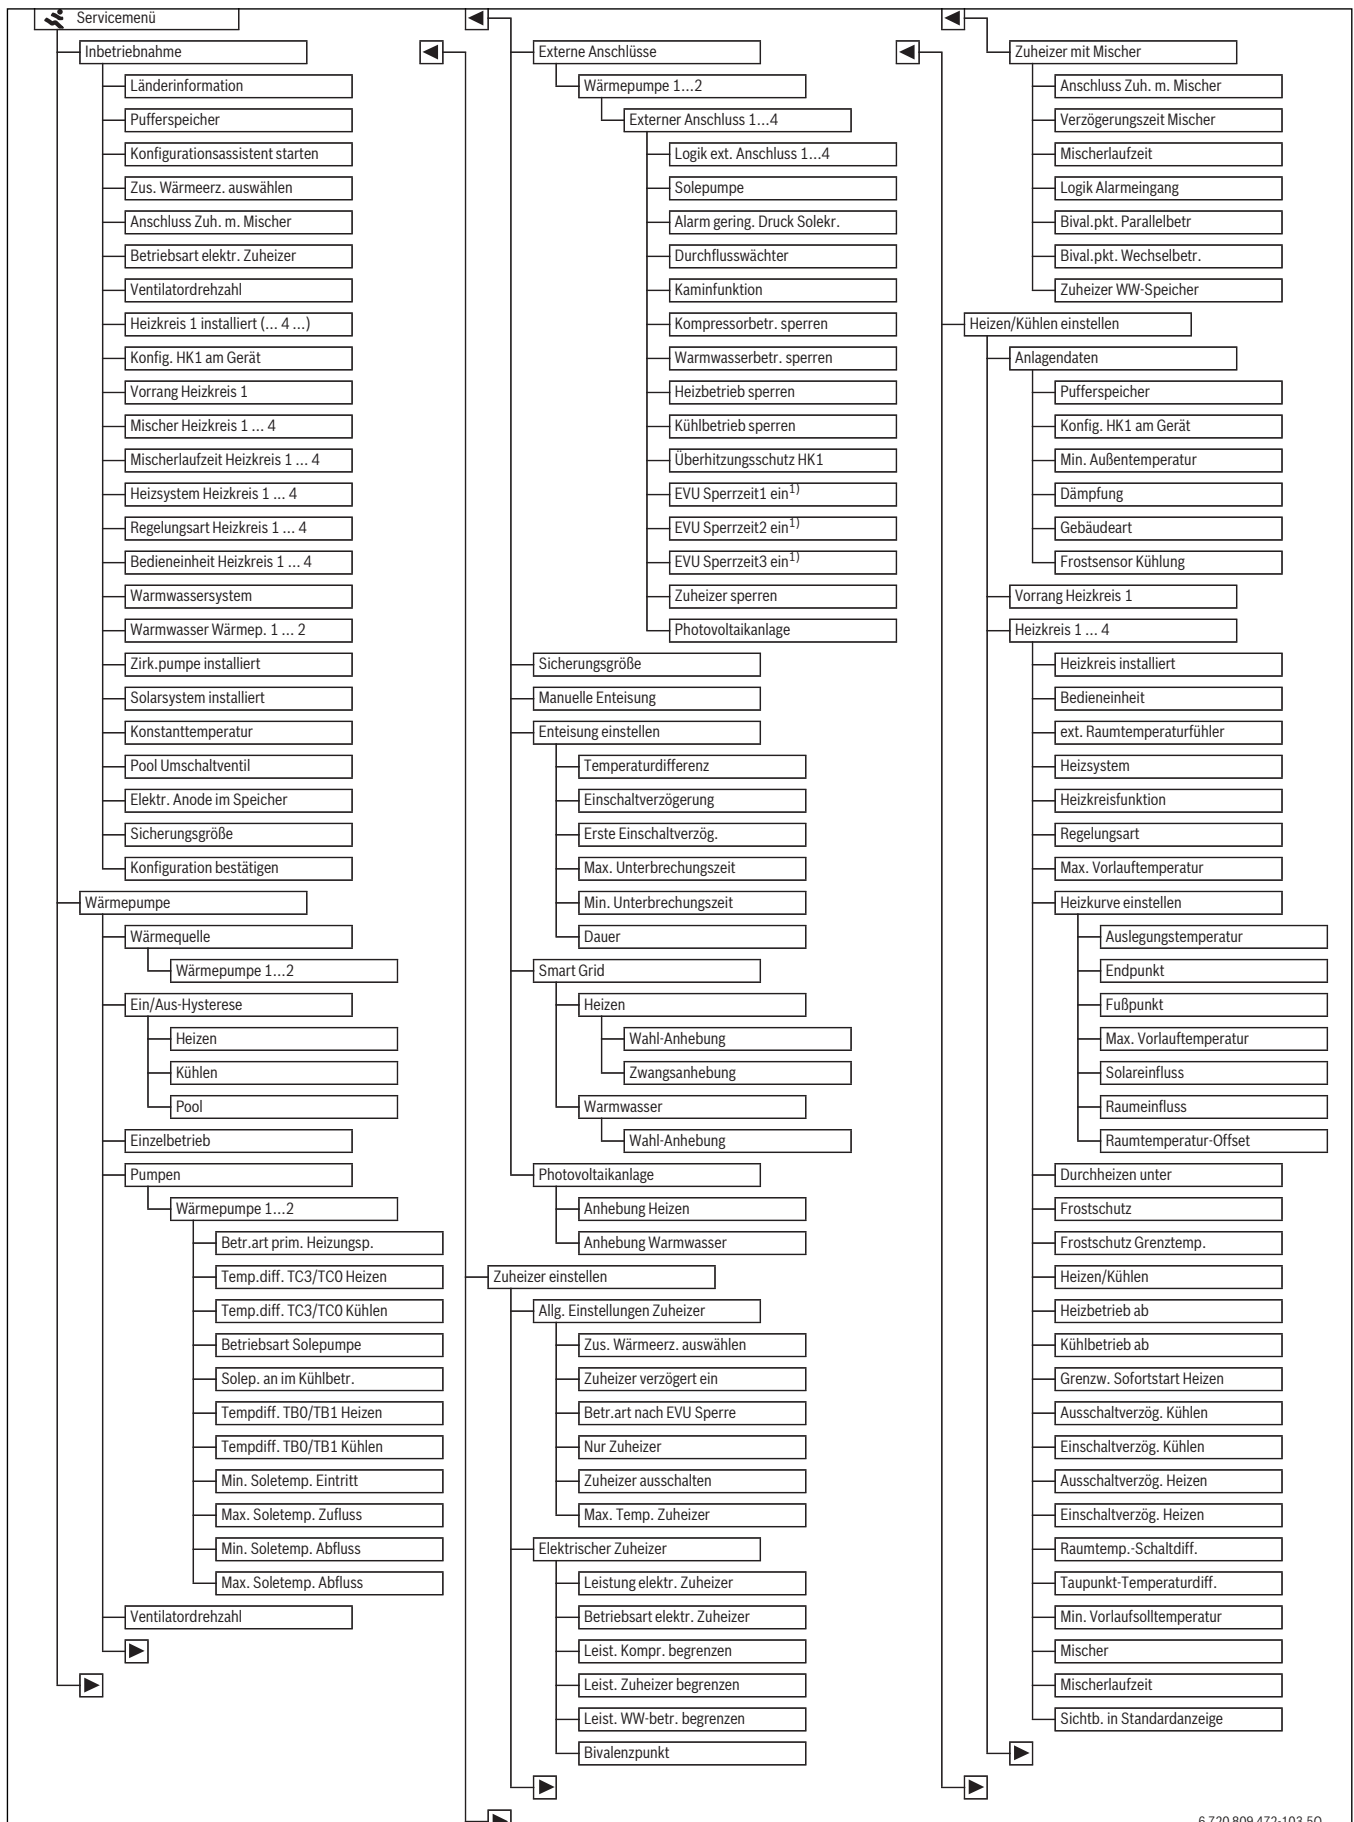 Servicemenü
Inbetriebnahme
Länderinformation
Pufferspeicher
Konfigurationsassistent starten
Zus. Wärmeerz. auswählen
Anschluss Zuh. m. Mischer
Betriebsart elektr. Zuheizer
Ventilatordrehzahl
Heizkreis 1 installiert (... 4 ...)
Konfig. HK1 am Gerät
Vorrang Heizkreis 1
Mischer Heizkreis 1 ... 4
Mischerlaufzeit Heizkreis 1 ... 4
Heizsystem Heizkreis 1 ... 4
Regelungsart Heizkreis 1 ... 4
Bedieneinheit Heizkreis 1 ... 4
Warmwassersystem
Warmwasser Wärmep. 1 ... 2
Zirk.pumpe installiert
Solarsystem installiert
Konstanttemperatur
Pool Umschaltventil
Elektr. Anode im Speicher
Sicherungsgröße
Konfiguration bestätigen
Wärmepumpe
Wärmequelle
Wärmepumpe 1...2
Ein/Aus-Hysterese
Heizen
Kühlen
Pool
Einzelbetrieb
Pumpen
Wärmepumpe 1...2
Betr.art prim. Heizungsp.
Temp.diff. TC3/TC0 Heizen
Temp.diff. TC3/TC0 Kühlen
Betriebsart Solepumpe
Solep. an im Kühlbetr.
Tempdiff. TB0/TB1 Heizen
Tempdiff. TB0/TB1 Kühlen
Min. Soletemp. Eintritt
Max. Soletemp. Zufluss
Min. Soletemp. Abfluss
Max. Soletemp. Abfluss
Ventilatordrehzahl
Externe Anschlüsse
Wärmepumpe 1...2
Externer Anschluss 1...4
Logik ext. Anschluss 1...4
Solepumpe
Alarm gering. Druck Solekr.
Durchflusswächter
Kaminfunktion
Kompressorbetr. sperren
Warmwasserbetr. sperren
Heizbetrieb sperren
Kühlbetrieb sperren
Überhitzungsschutz HK1
EVU Sperrzeit1 ein1)
EVU Sperrzeit2 ein1)
EVU Sperrzeit3 ein1)
Zuheizer sperren
Photovoltaikanlage
Sicherungsgröße
Manuelle Enteisung
Enteisung einstellen
Temperaturdifferenz
Einschaltverzögerung
Erste Einschaltverzög.
Max. Unterbrechungszeit
Min. Unterbrechungszeit
Dauer
Smart Grid
Heizen
Wahl-Anhebung
Zwangsanhebung
Warmwasser
Wahl-Anhebung
Photovoltaikanlage
Anhebung Heizen
Anhebung Warmwasser
Zuheizer einstellen
Allg. Einstellungen Zuheizer
Zus. Wärmeerz. auswählen
Zuheizer verzögert ein
Betr.art nach EVU Sperre
Nur Zuheizer
Zuheizer ausschalten
Max. Temp. Zuheizer
Elektrischer Zuheizer
Leistung elektr. Zuheizer
Betriebsart elektr. Zuheizer
Leist. Kompr. begrenzen
Leist. Zuheizer begrenzen
Leist. WW-betr. begrenzen
Bivalenzpunkt
Zuheizer mit Mischer
Anschluss Zuh. m. Mischer
Verzögerungszeit Mischer
Mischerlaufzeit
Logik Alarmeingang
Bival.pkt. Parallelbetr
Bival.pkt. Wechselbetr.
Zuheizer WW-Speicher
Heizen/Kühlen einstellen
Anlagendaten
Pufferspeicher
Konfig. HK1 am Gerät
Min. Außentemperatur
Dämpfung
Gebäudeart
Frostsensor Kühlung
Vorrang Heizkreis 1
Heizkreis 1 ... 4
Heizkreis installiert
Bedieneinheit
ext. Raumtemperaturfühler
Heizsystem
Heizkreisfunktion
Regelungsart
Max. Vorlauftemperatur
Heizkurve einstellen
Auslegungstemperatur
Endpunkt
Fußpunkt
Max. Vorlauftemperatur
Solareinfluss
Raumeinfluss
Raumtemperatur-Offset
Durchheizen unter
Frostschutz
Frostschutz Grenztemp.
Heizen/Kühlen
Heizbetrieb ab
Kühlbetrieb ab
Grenzw. Sofortstart Heizen
Ausschaltverzög. Kühlen
Einschaltverzög. Kühlen
Ausschaltverzög. Heizen
Einschaltverzög. Heizen
Raumtemp.-Schaltdiff.
Taupunkt-Temperaturdiff.
Min. Vorlaufsolltemperatur
Mischer
Mischerlaufzeit
Sichtb. in Standardanzeige
6 720 809 472-103.5O